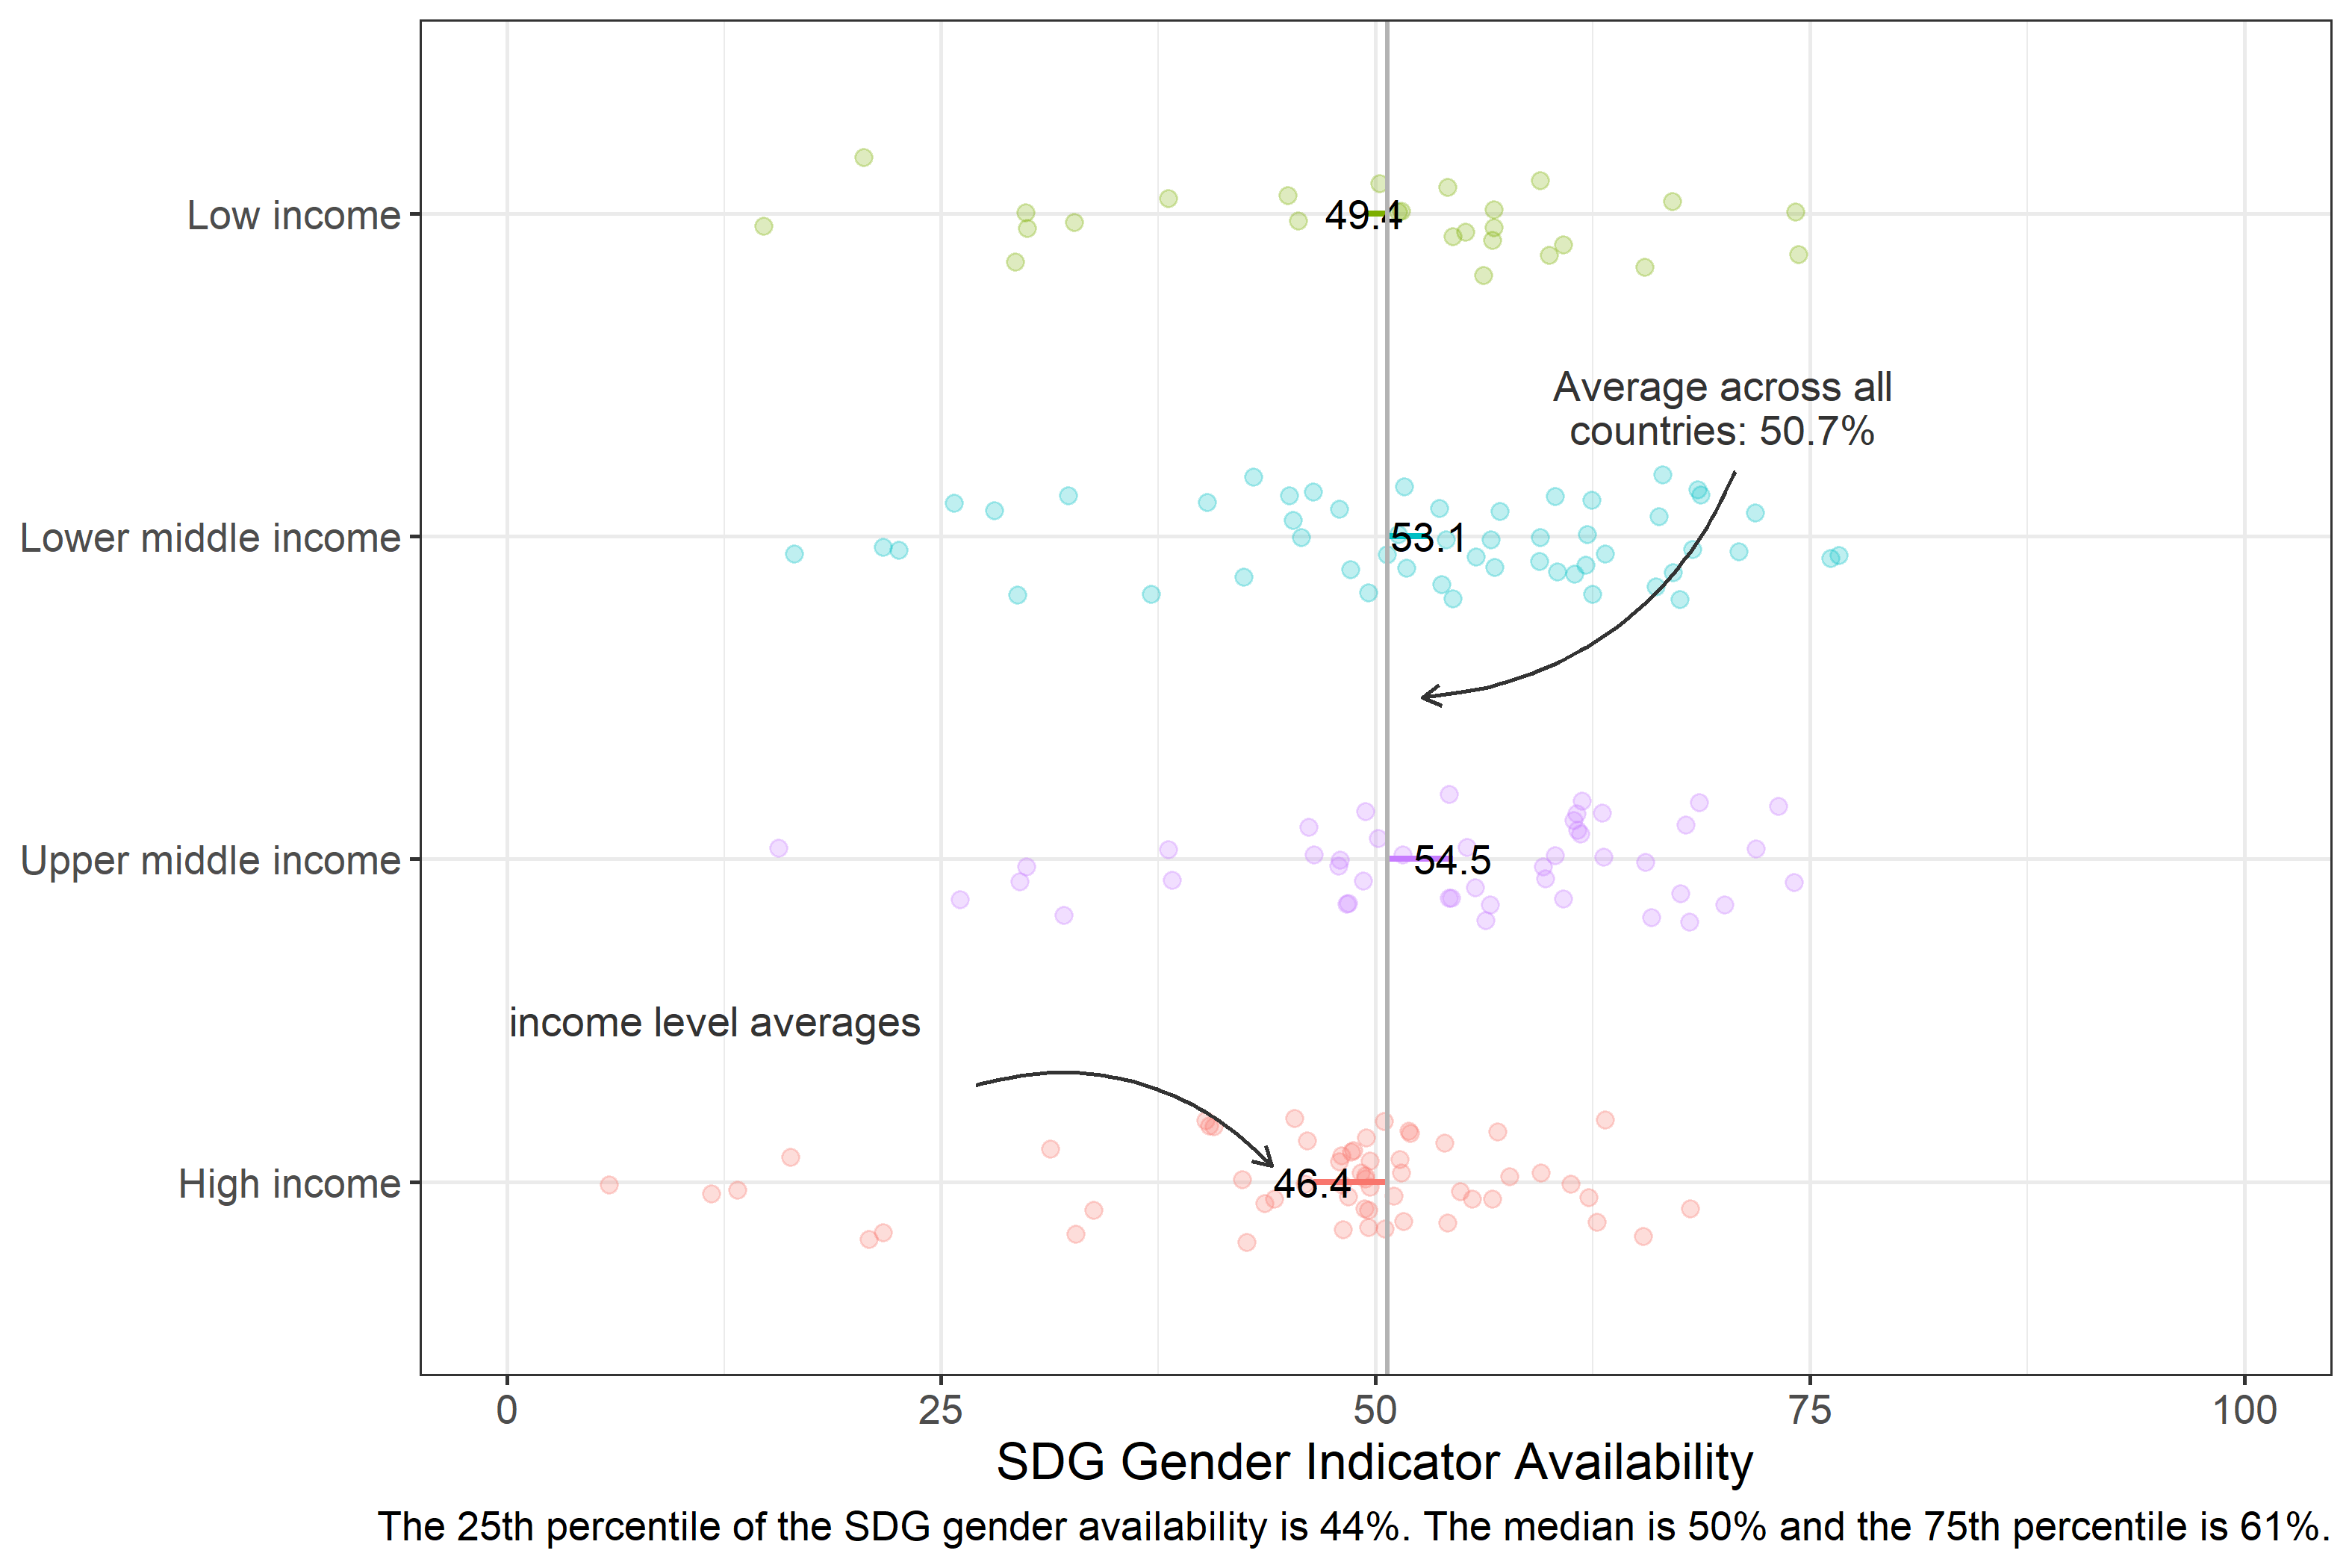 Low income
49.4
Average across all
countries: 50.7%
Lower middle income
53.1
Upper middle income
54.5
income level averages
High income
46.4
0
25
50
75
100
SDG Gender Indicator Availability
The 25th percentile of the SDG gender availability is 44%. The median is 50% and the 75th percentile is 61%.